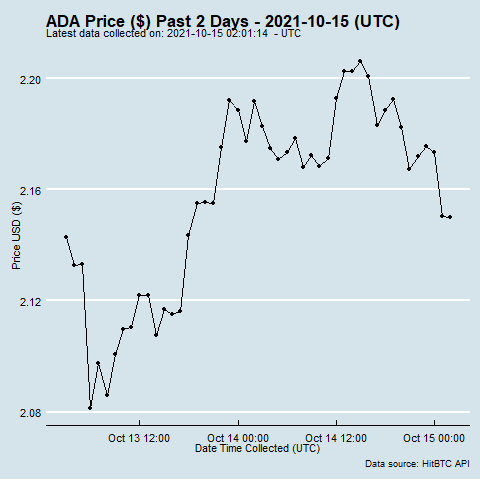 ADA Price ($) Past 2 Days - 2021-10-15 (UTC)
Latest data collected on: 2021-10-15 02:01:14 - UTC
Price USD ($)
2.20
2.16
2.12
2.08
Oct 13 12:00 Oct 14 00:00 Oct 14 12:00 Oct 15 00:00
Date Time Collected (UTC)
Data source: HitBTC API